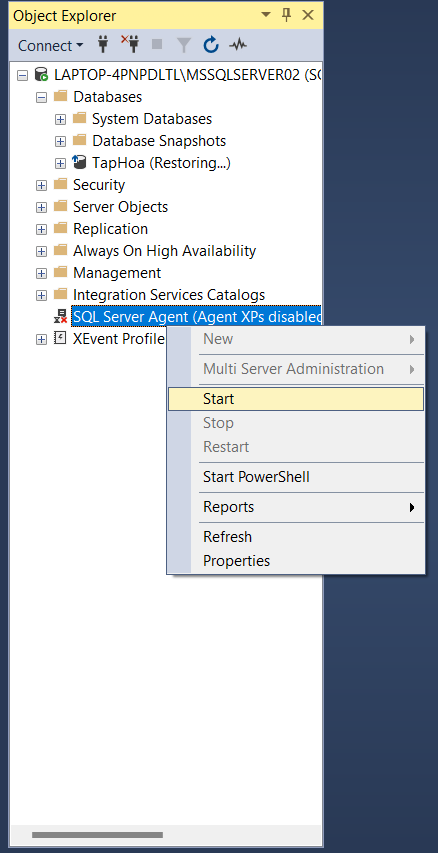 Object Explorer
Connect
LAPTOP-4PNPDLTL\MSSQLSERVER02 (SQ
Databases
System Databases
Database Snapshots
TapHoa (Restoring...)
Security
Server Objects
Replication
Always On High Availability
Management
Integration Services Catalogs
SQL Server Agent (Agent XPs disabled
XEvent Profile
New
Multi Server Administration
Start
Stop
Restart
Start PowerShell
Reports
Refresh
Properties